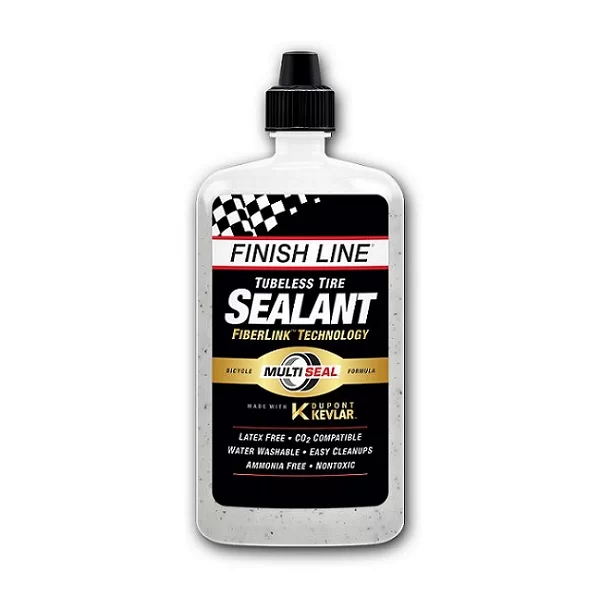 FINISH LINE®
TUBELESS TIRE
SEALANT
FIBERLINK™ TECHNOLOGY
BICYCLE MULTI SEAL FORMULA
MADE WITH K DUPONT
KEVLAR™
LATEX FREE • CO₂ COMPATIBLE
WATER WASHABLE • EASY CLEANUPS
AMMONIA FREE • NONTOXIC